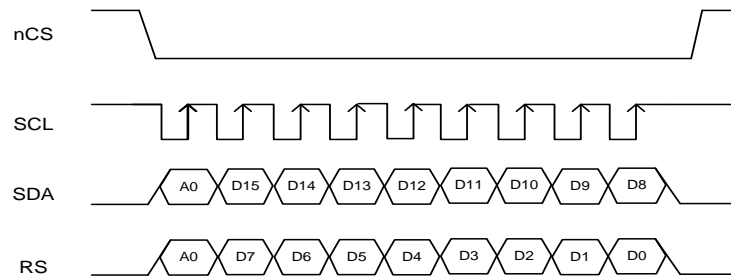 nCS
SCL
SDA A0 D15 D14 D13 D12 D11 D10 D9 D8
RS A0 D7 D6 D5 D4 D3 D2 D1 D0